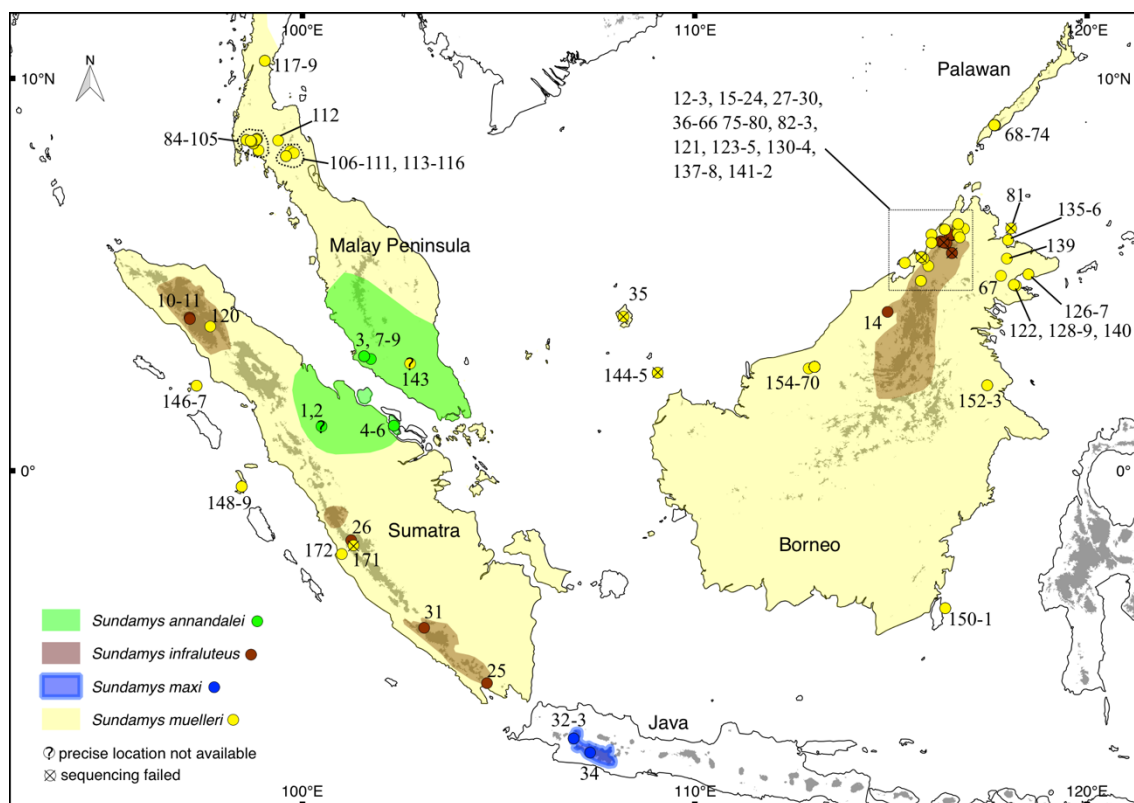 100°E
110°E
120°E
N
10°N
Palawan
10°N
117-9
112
84-105
106-111, 113-116
12-3, 15-24, 27-30,
36-66 75-80, 82-3,
121, 123-5, 130-4,
137-8, 141-2
68-74
81
135-6
139
Malay Peninsula
10-11
120
35
67
126-7
14
122, 128-9, 140
3, 7-9
?
143
144-5
154-70
146-7
1,2
?
4-6
152-3
0°
0°
148-9
26
Sumatra
Borneo
172
171
31
150-1
Sundamys annandalei
Sundamys infraluteus
25
Sundamys maxi
Sundamys muelleri
32-3
Java
? precise location not available
34
sequencing failed
100°E
110°E
120°E